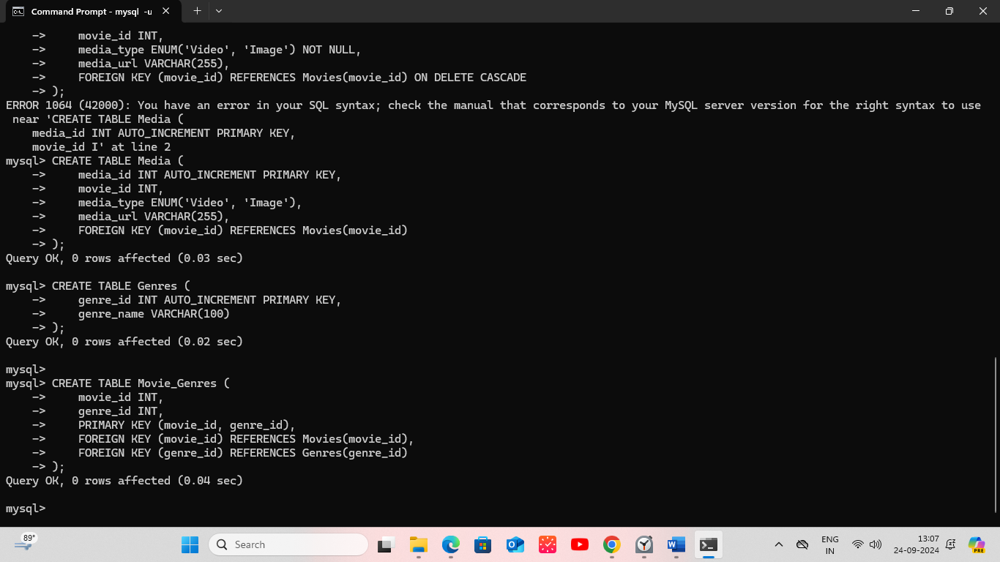 Command Prompt - mysql -u
-> movie_id INT,
-> media_type ENUM('Video', 'Image') NOT NULL,
-> media_url VARCHAR(255),
-> FOREIGN KEY (movie_id) REFERENCES Movies(movie_id) ON DELETE CASCADE
-> );
ERROR 1064 (42000): You have an error in your SQL syntax; check the manual that corresponds to your MySQL server version for the right syntax to use
near 'CREATE TABLE Media (
media_id INT AUTO_INCREMENT PRIMARY KEY,
movie_id I' at line 2
mysql> CREATE TABLE Media (
-> media_id INT AUTO_INCREMENT PRIMARY KEY,
-> movie_id INT,
-> media_type ENUM('Video', 'Image'),
-> media_url VARCHAR(255),
-> FOREIGN KEY (movie_id) REFERENCES Movies(movie_id)
-> );
Query OK, 0 rows affected (0.03 sec)
mysql> CREATE TABLE Genres (
-> genre_id INT AUTO_INCREMENT PRIMARY KEY,
-> genre_name VARCHAR(100)
-> );
Query OK, 0 rows affected (0.02 sec)
mysql>
mysql> CREATE TABLE Movie_Genres (
-> movie_id INT,
-> genre_id INT,
-> PRIMARY KEY (movie_id, genre_id),
-> FOREIGN KEY (movie_id) REFERENCES Movies(movie_id),
-> FOREIGN KEY (genre_id) REFERENCES Genres(genre_id)
-> );
Query OK, 0 rows affected (0.04 sec)
mysql>
89°
Search
ENG
IN
13:07
24-09-2024
PRE